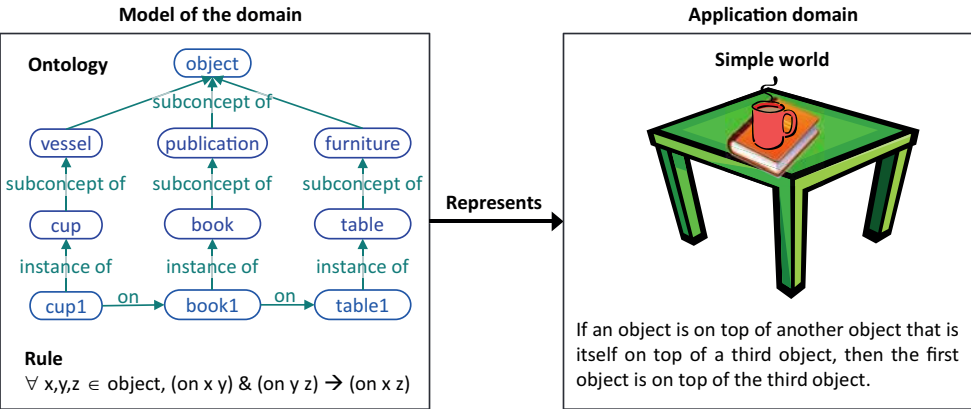 Model of the domain
Ontology
object
subconcept of
vessel publication furniture
subconcept of subconcept of subconcept of
cup book table
instance of instance of instance of
cup1 on book1 on table1
Rule
∀ x,y,z ∈ object, (on x y) & (on y z) → (on x z)
Represents
Application domain
Simple world
If an object is on top of another object that is
itself on top of a third object, then the first
object is on top of the third object.